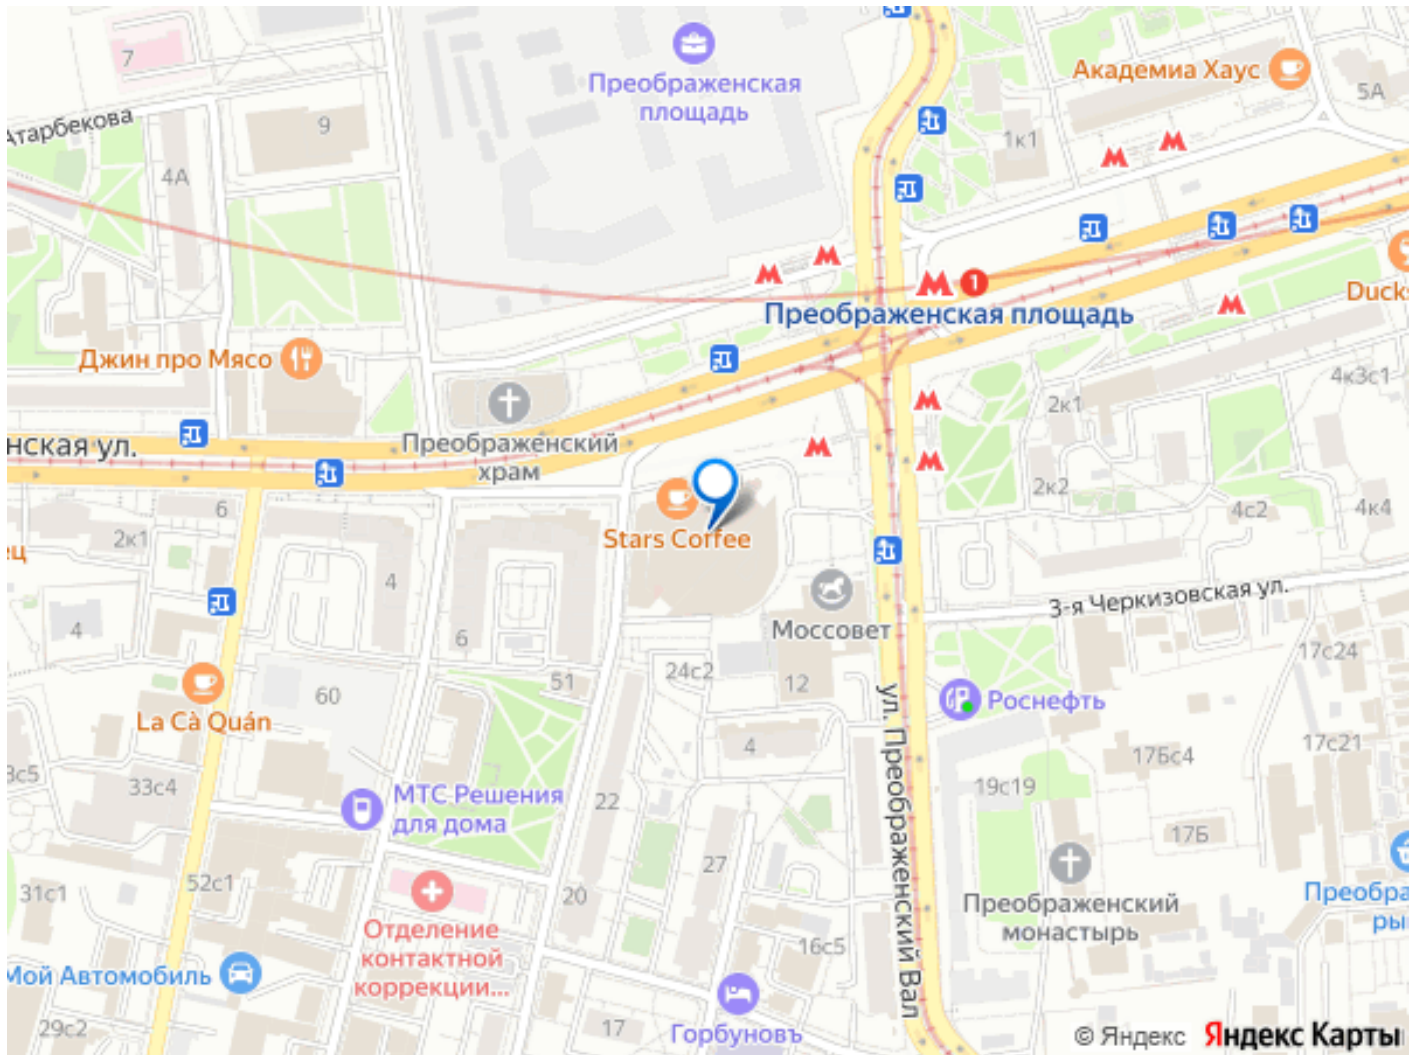 7
Преображенская
площадь
Академиа Хаус
5А
Атарбекова
9
1к1
4А
1
Преображенская площадь
Ducks
Джин про Мясо
4к3с1
2к1
нская ул.
Преображенский
храм
6
2к1
Stars Coffee
2к2
4с2
4к4
ец
4
3-я Черкизовская ул.
4
6
Моссовет
24с2
17с24
60
51
12
Роснефть
La Cà Quán
4
17Бс4
17с21
3с5
33с4
МТС Решения
для дома
22
19с19
17Б
ул. Преображенский Вал
31с1
52с1
27
20
Преображенский
монастырь
Преобра
ры
Отделение
контактной
коррекции...
16с5
Мой Автомобиль
29с2
17
Горбуновъ
© Яндекс Яндекс Карты